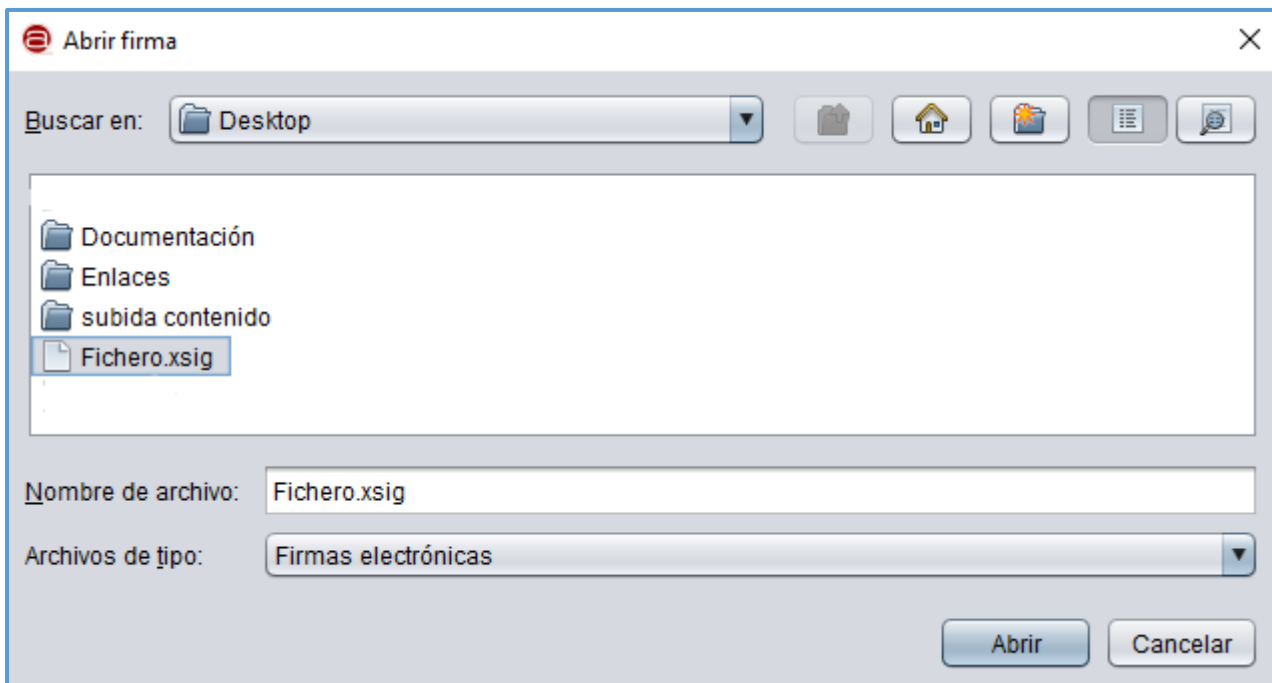 Abrir firma
Buscar en: Desktop
Documentación
Enlaces
subida contenido
Fichero.xsig
Nombre de archivo: Fichero.xsig
Archivos de tipo: Firmas electrónicas
Abrir Cancelar